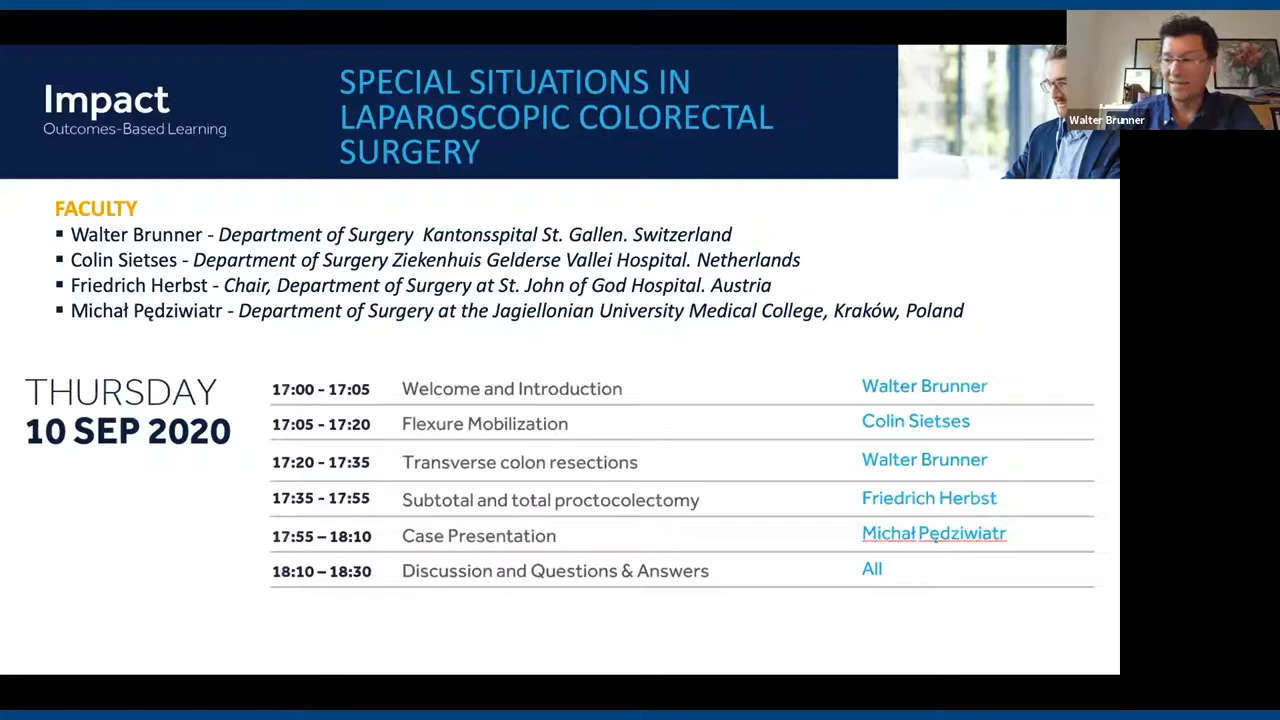 Impact
Outcomes-Based Learning
SPECIAL SITUATIONS IN
LAPAROSCOPIC COLORECTAL
SURGERY
Walter Brunner
FACULTY
▪ Walter Brunner - Department of Surgery Kantonsspital St. Gallen. Switzerland
▪ Colin Sietses - Department of Surgery Ziekenhuis Gelderse Vallei Hospital. Netherlands
▪ Friedrich Herbst - Chair, Department of Surgery at St. John of God Hospital. Austria
▪ Michał Pędziwiatr - Department of Surgery at the Jagiellonian University Medical College, Kraków, Poland
THURSDAY
10 SEP 2020
17:00 - 17:05 Welcome and Introduction Walter Brunner
17:05 - 17:20 Flexure Mobilization Colin Sietses
17:20 - 17:35 Transverse colon resections Walter Brunner
17:35 - 17:55 Subtotal and total proctocolectomy Friedrich Herbst
17:55 – 18:10 Case Presentation Michał Pędziwiatr
18:10 – 18:30 Discussion and Questions & Answers All